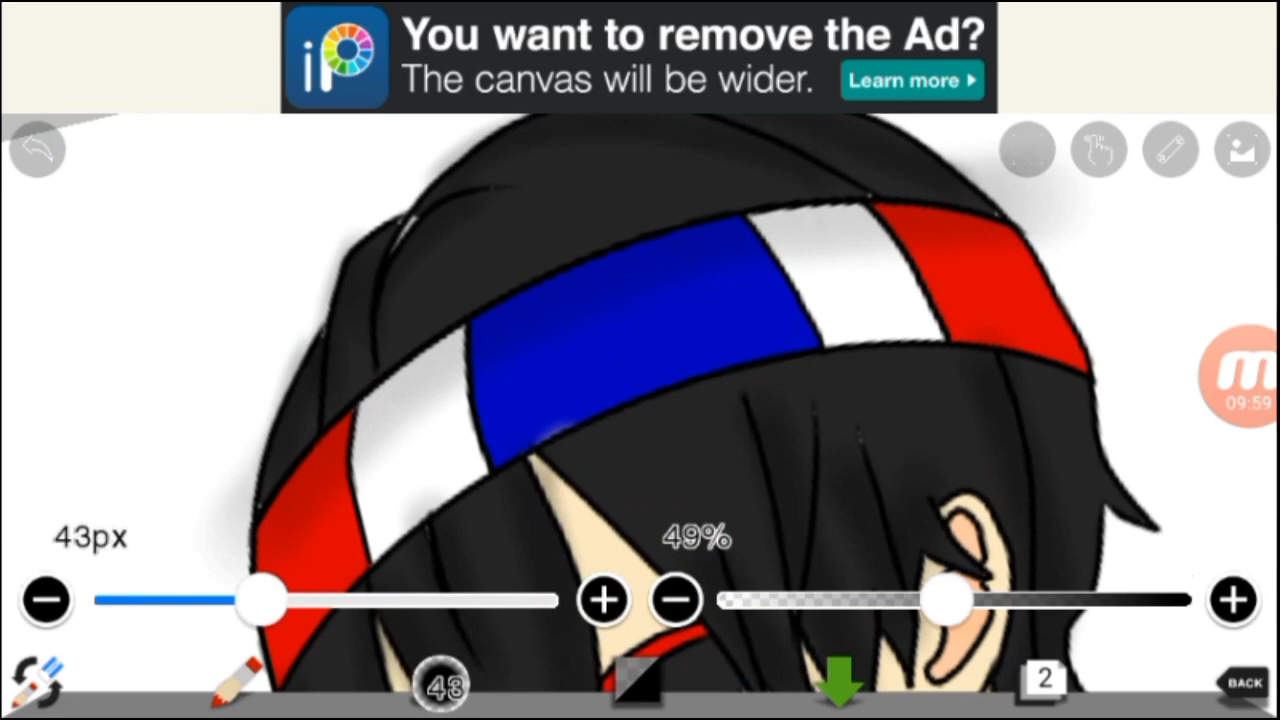 iP
You want to remove the Ad?
The canvas will be wider.
Learn more
m
09:59
43px
49%
43
2
BACK